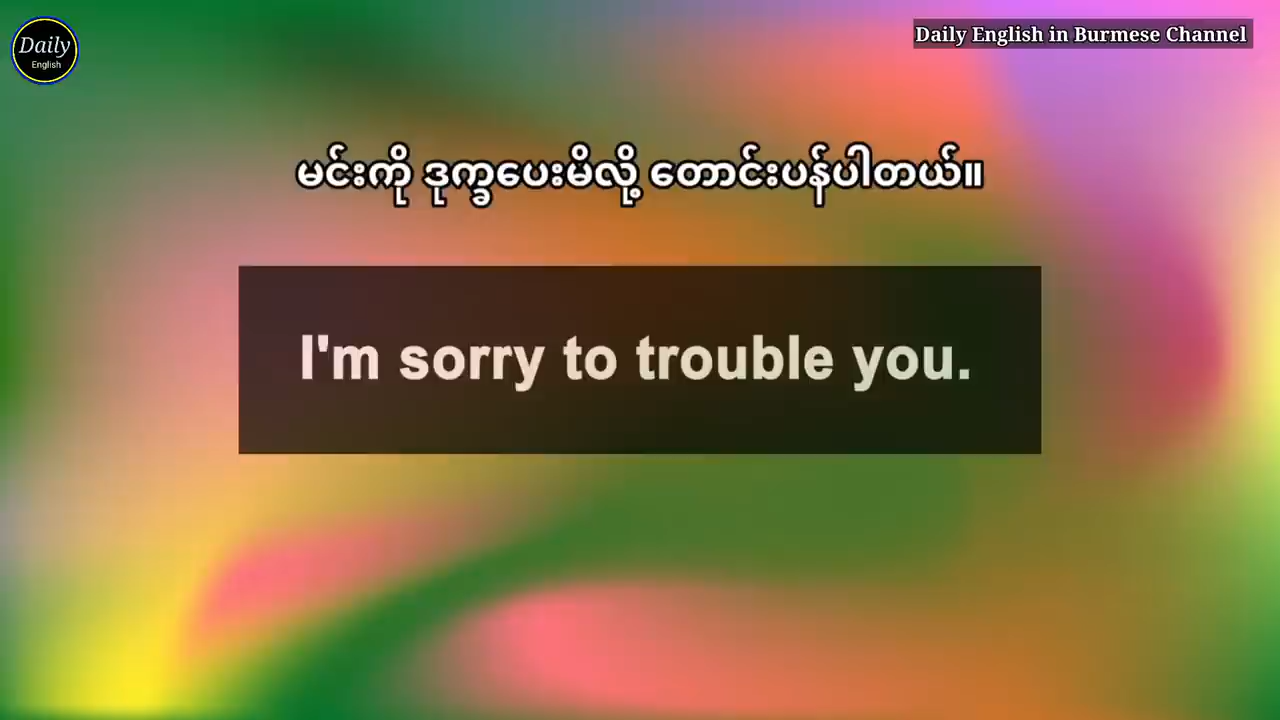 Daily
English
Daily English in Burmese Channel
မင်းကို ဒုက္ခပေးမိလို့ တောင်းပန်ပါတယ်။
I'm sorry to trouble you.